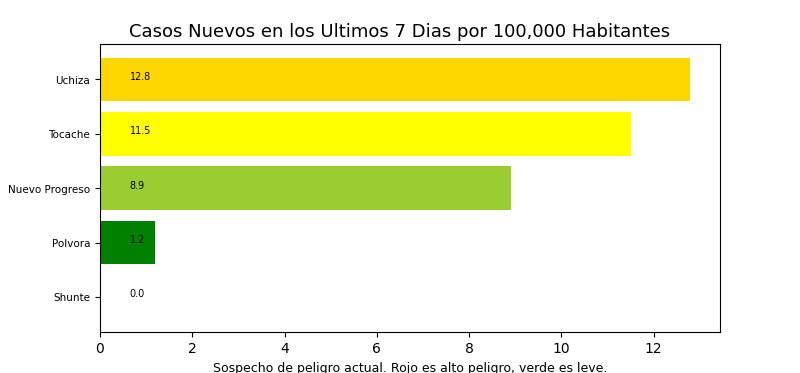 Casos Nuevos en los Ultimos 7 Dias por 100,000 Habitantes
Uchiza 12.8
Tocache 11.5
Nuevo Progreso 8.9
Polvora 1.2
Shunte 0.0
0 2 4 6 8 10 12
Sospecho de peligro actual. Rojo es alto peligro, verde es leve.